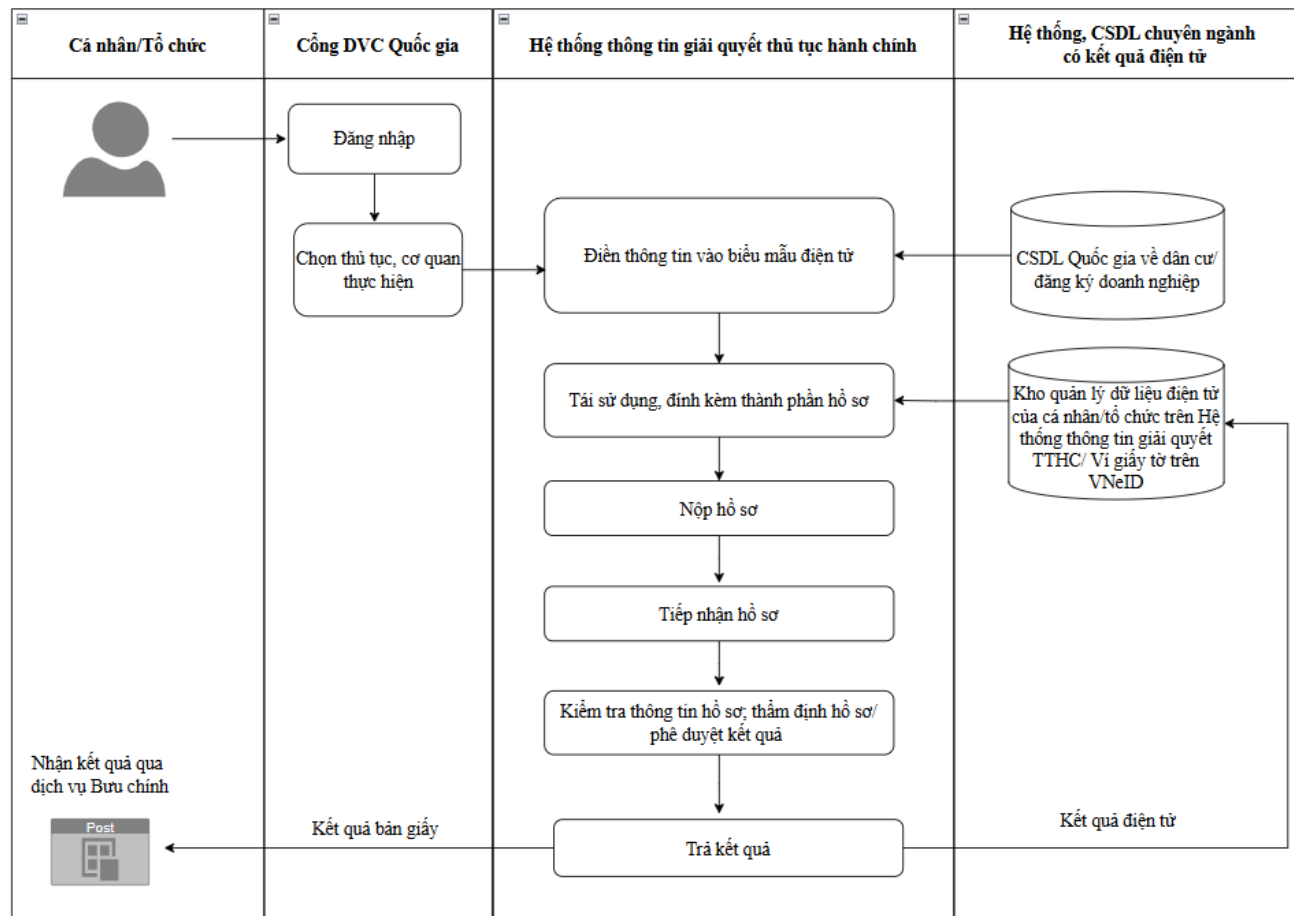 Cá nhân/Tổ chức
Cổng DVC Quốc gia
Hệ thống thông tin giải quyết thủ tục hành chính
Hệ thống, CSDL chuyên ngành
có kết quả điện tử
Đăng nhập
Chọn thủ tục, cơ quan
thực hiện
Điền thông tin vào biểu mẫu điện tử
CSDL Quốc gia về dân cư/
đăng ký doanh nghiệp
Tái sử dụng, đính kèm thành phần hồ sơ
Kho quản lý dữ liệu điện tử
của cá nhân/tổ chức trên Hệ
thống thông tin giải quyết
TTHC/ Ví giấy tờ trên
VNeID
Nộp hồ sơ
Tiếp nhận hồ sơ
Kiểm tra thông tin hồ sơ; thẩm định hồ sơ/
phê duyệt kết quả
Nhận kết quả qua
dịch vụ Bưu chính
Post
Kết quả bản giấy
Trả kết quả
Kết quả điện tử